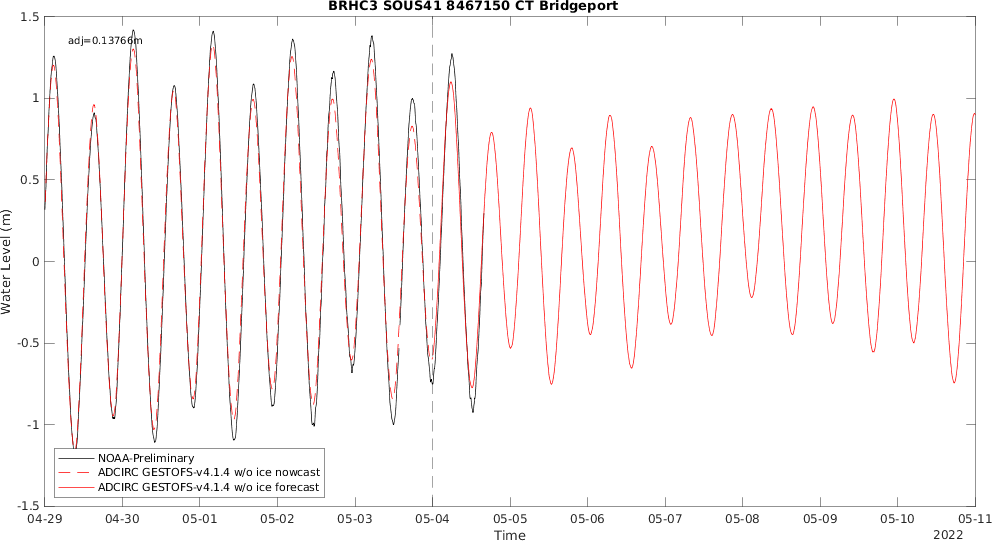 BRHC3 SOUS41 8467150 CT Bridgeport
adj=0.13766m
1.5
1
0.5
0
-0.5
-1
-1.5
Water Level (m)
NOAA-Preliminary
ADCIRC GESTOFS-v4.1.4 w/o ice nowcast
ADCIRC GESTOFS-v4.1.4 w/o ice forecast
04-29 04-30 05-01 05-02 05-03 05-04 05-05 05-06 05-07 05-08 05-09 05-10 05-11
Time
2022